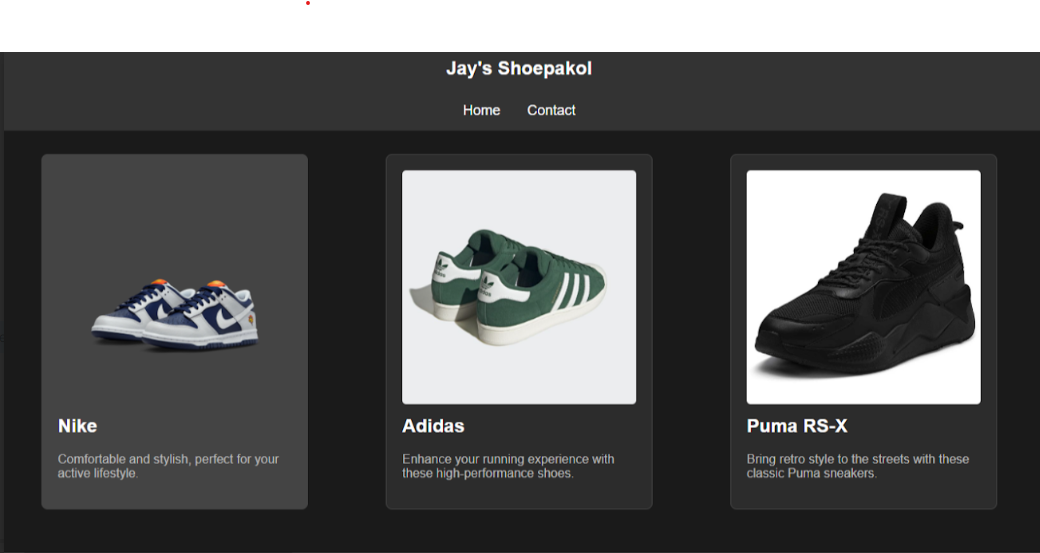 Jay's Shoepakol
Home Contact
Nike
Comfortable and stylish, perfect for your
active lifestyle.
Adidas
Enhance your running experience with
these high-performance shoes.
Puma RS-X
Bring retro style to the streets with these
classic Puma sneakers.